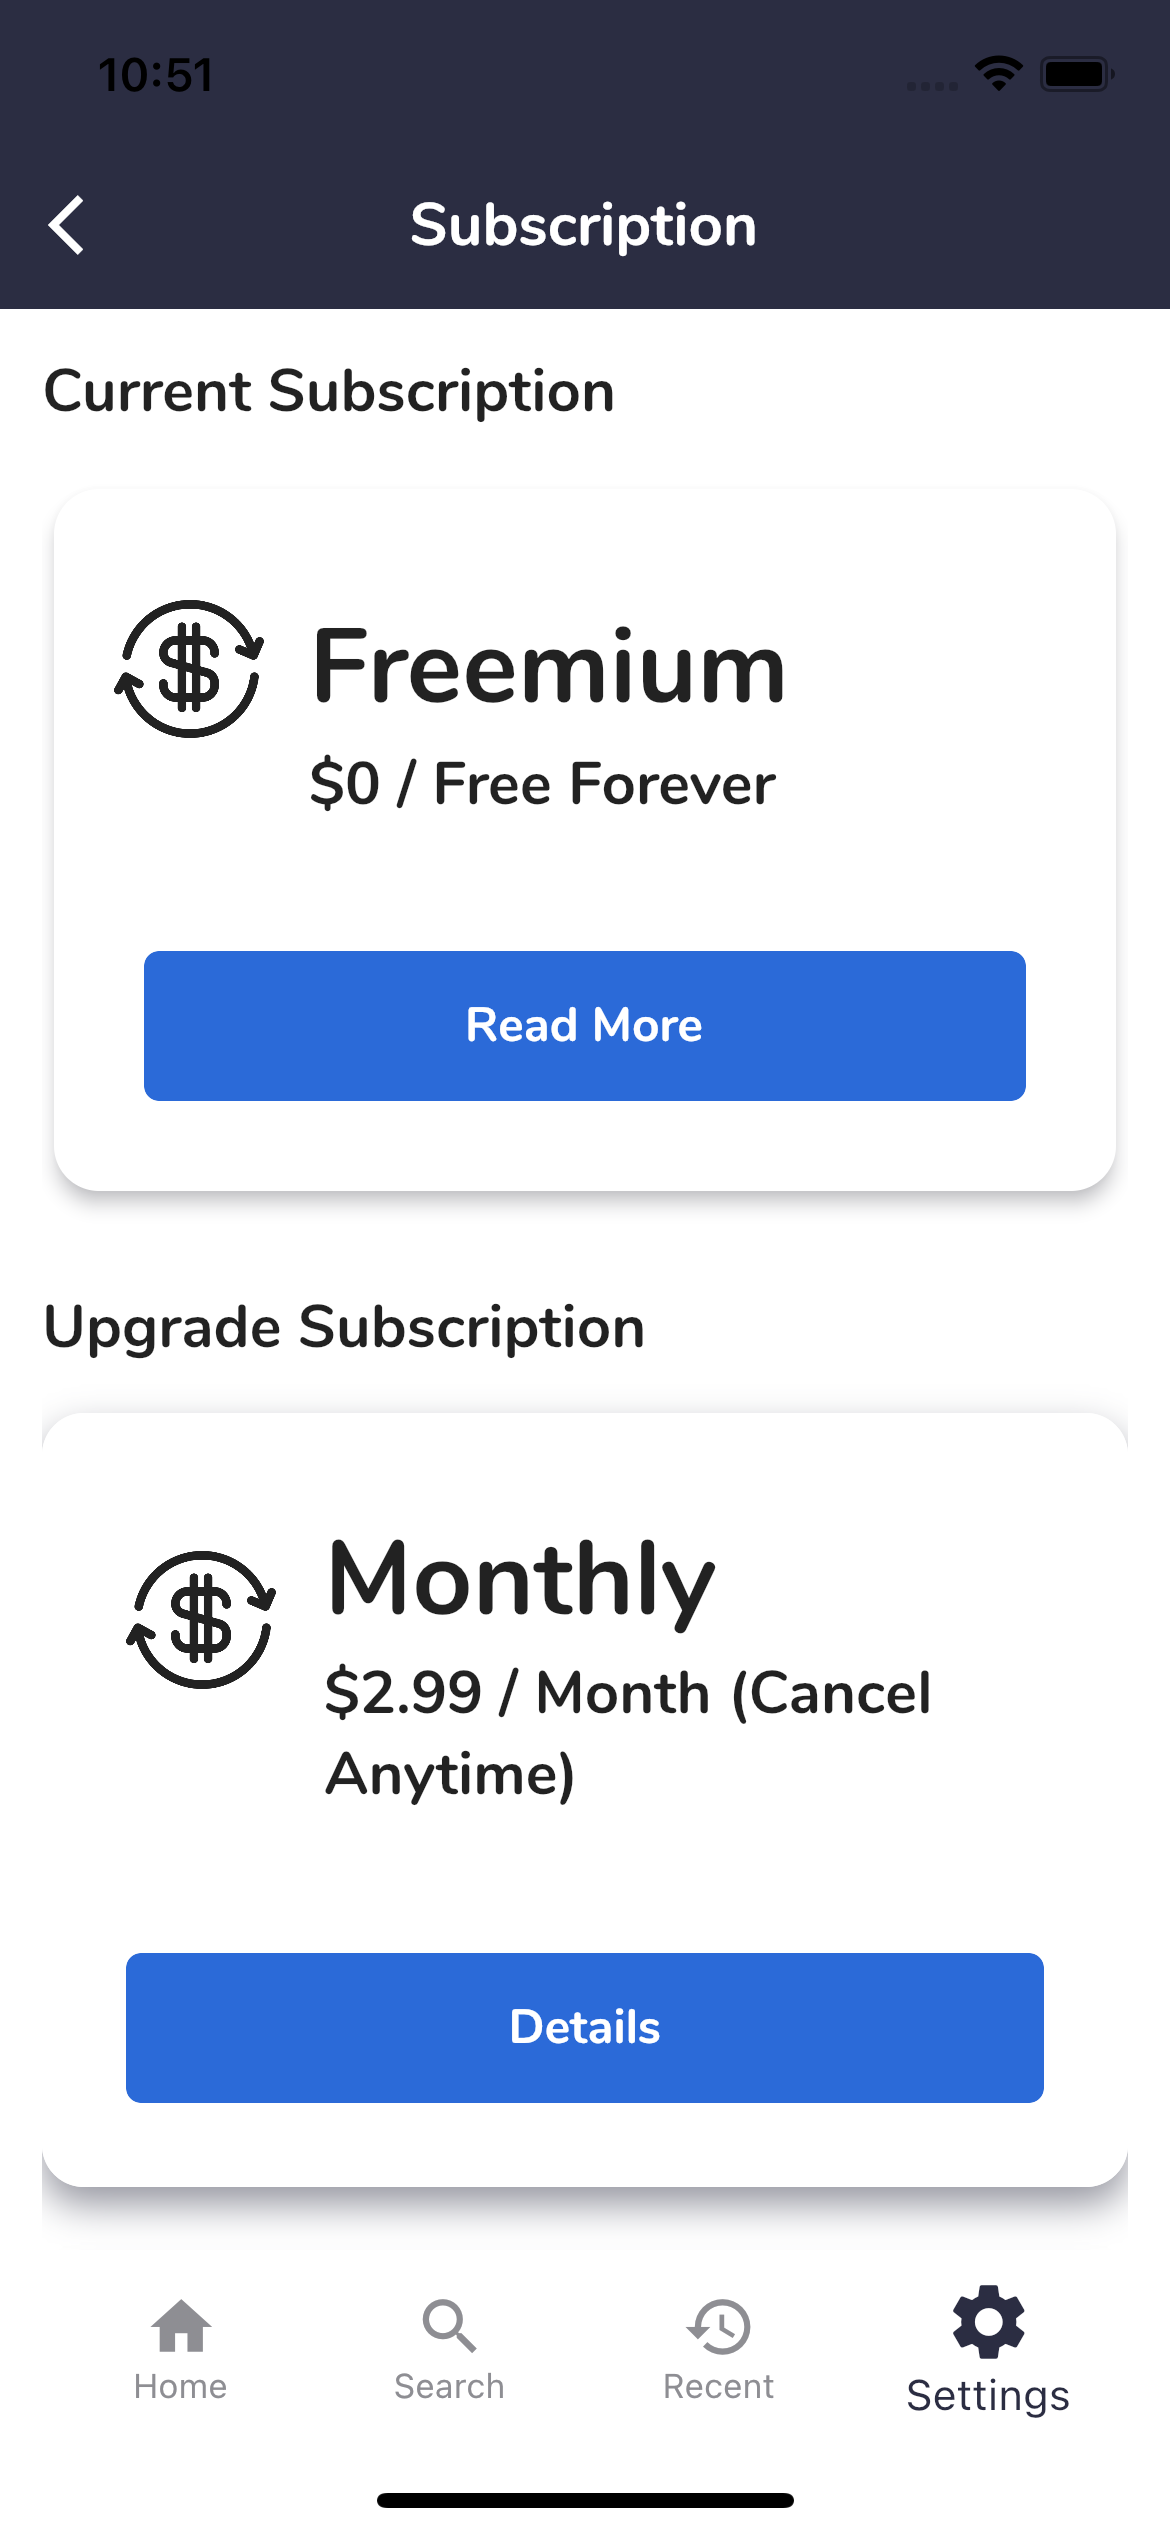 10:51
Subscription
Current Subscription
Freemium
$0 / Free Forever
Read More
Upgrade Subscription
Monthly
$2.99 / Month (Cancel
Anytime)
Details
Home
Search
Recent
Settings